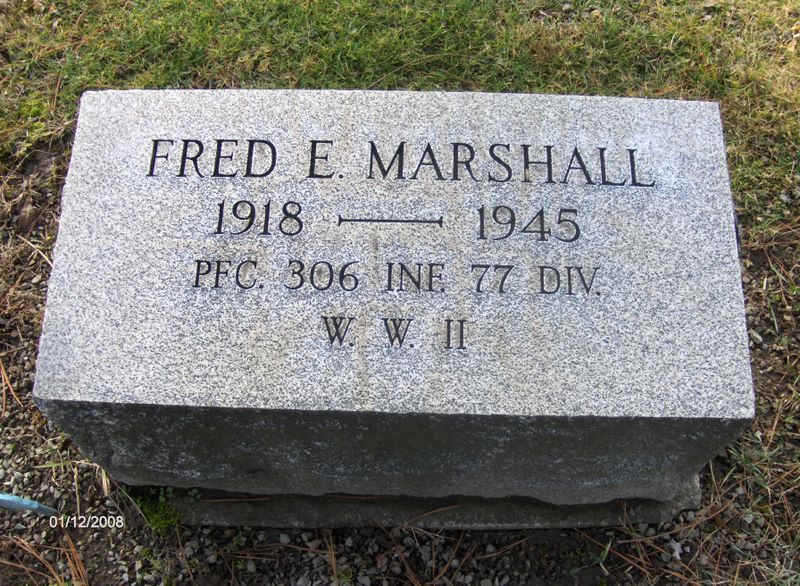 FRED E. MARSHALL
1918 — 1945
PFC. 306 INF. 77 DIV.
W. W. II
01/12/2008